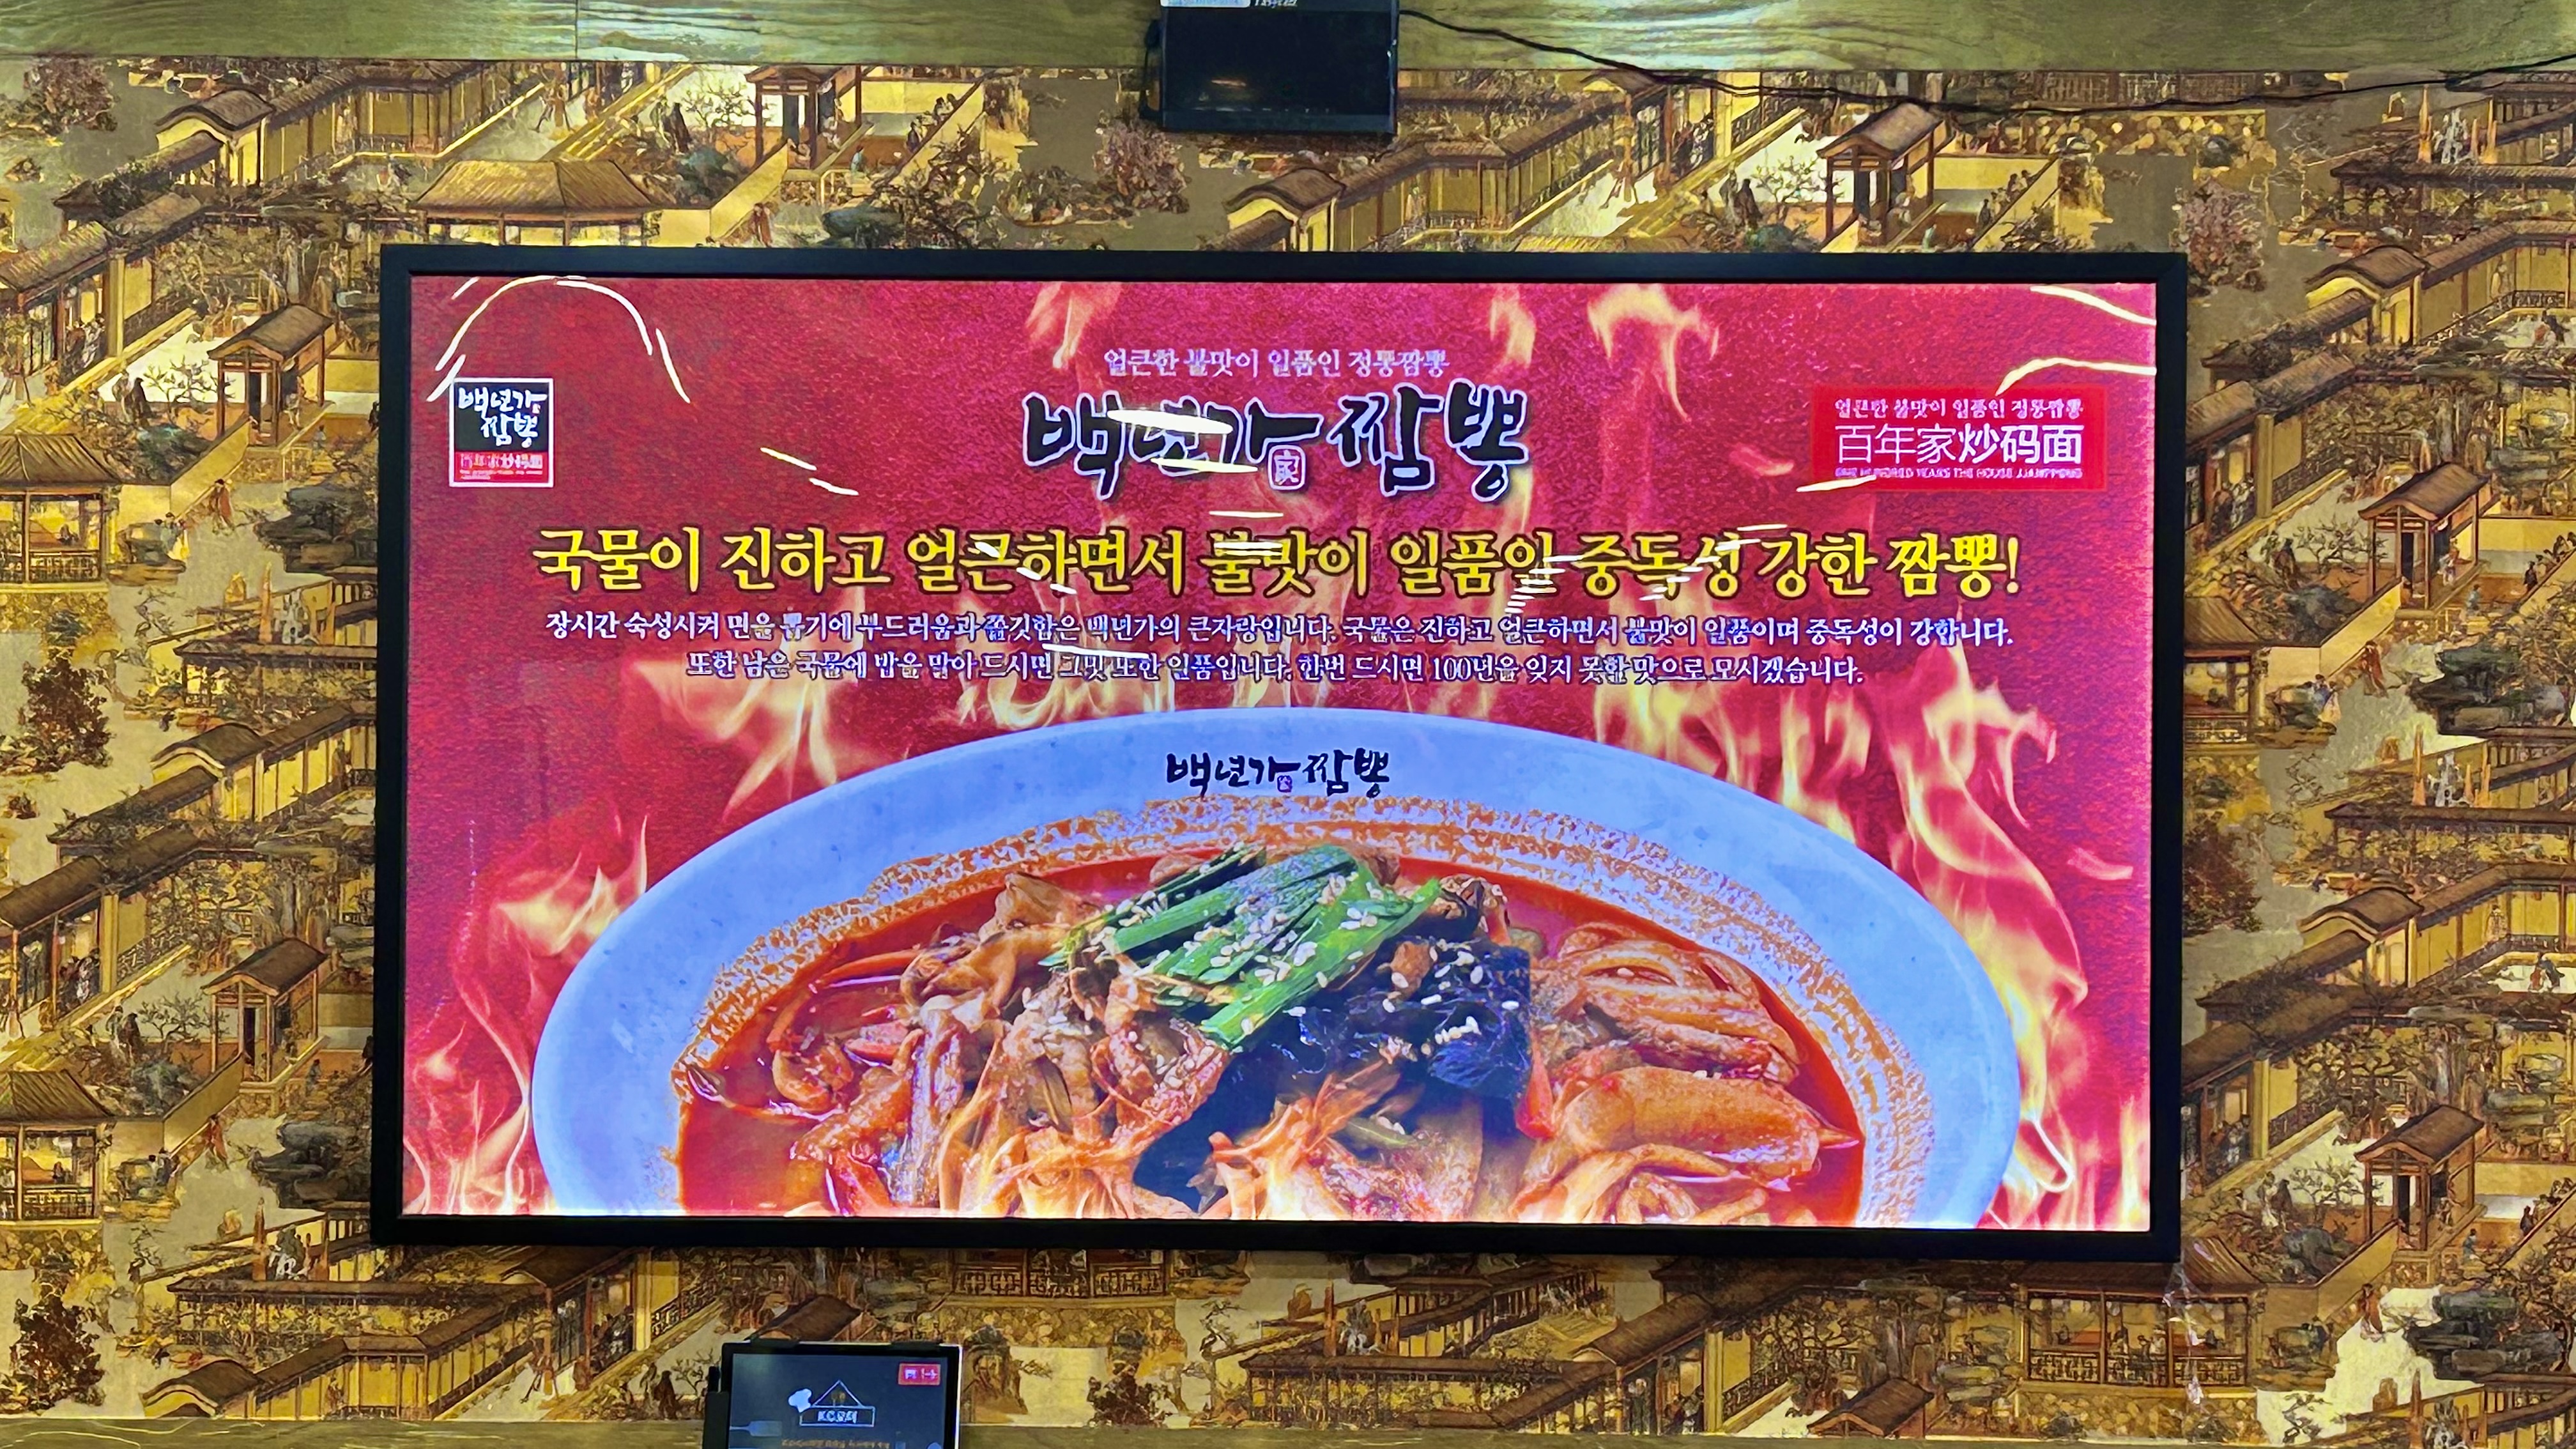 얼큰한 불맛이 일품인 정통짬뽕
백년가 짬뽕
家
백년가
짬뽕
얼큰한 불맛이 일품인 정통짬뽕
百年家炒码面
국물이 진하고 얼큰하면서 불맛이 일품일 중독성 강한 짬뽕!
장시간 숙성시켜 면을 뽑기에 부드러움과 쫄깃함은 백년가의 큰자랑입니다. 국물은 진하고 얼큰하면서 불맛이 일품이며 중독성이 강합니다.
또한 남은 국물에 밥을 말아 드시면 그맛 또한 일품입니다. 한번 드시면 100년을 잊지 못할 맛으로 모시겠습니다.
백년가 짬뽕